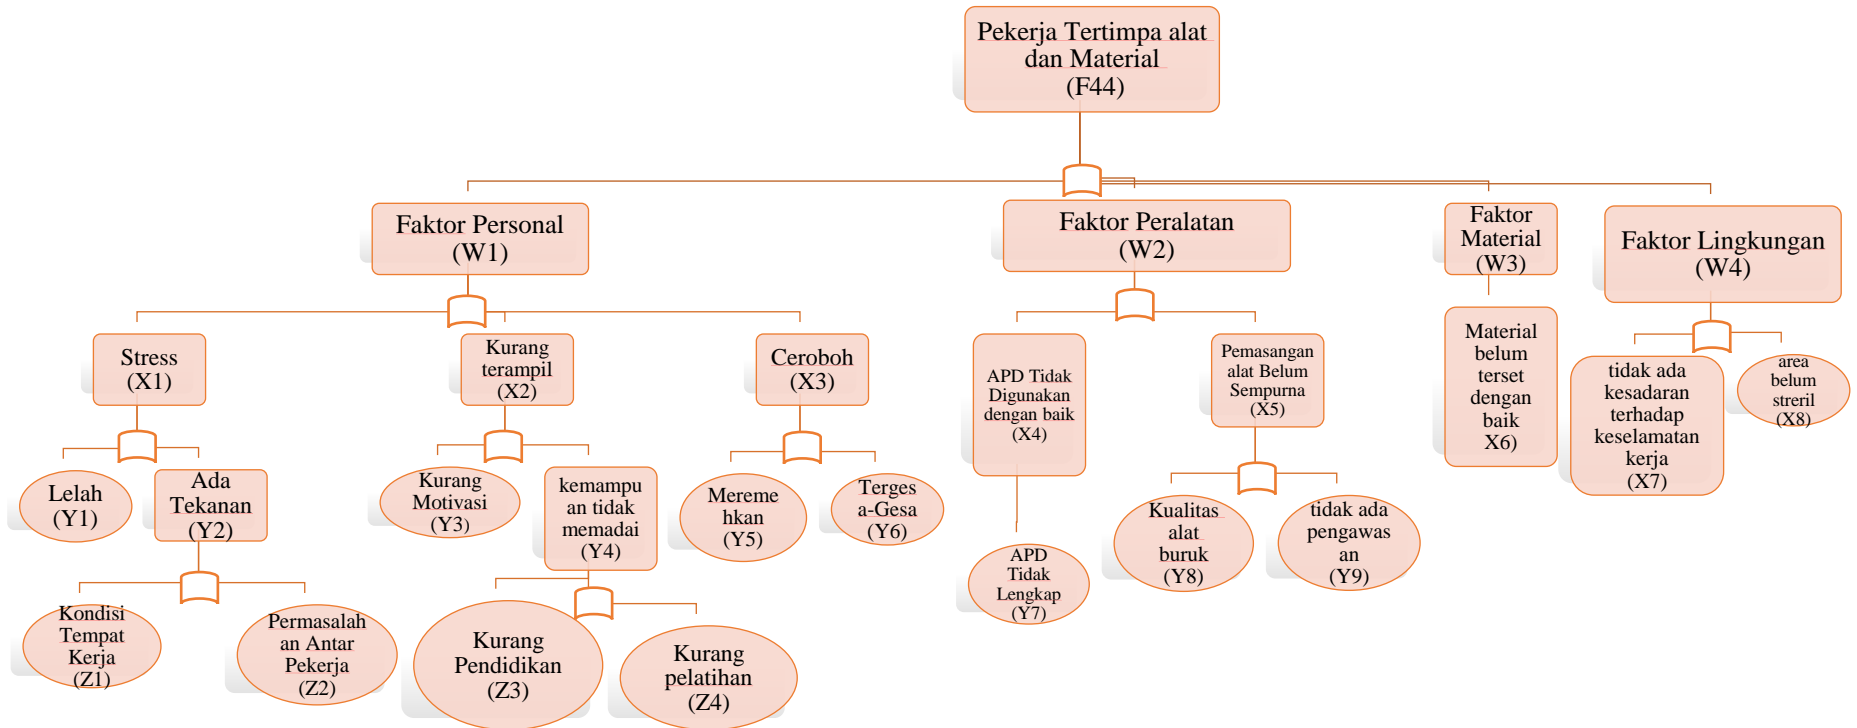 Pekerja Tertimpa alat
dan Material
(F44)
Faktor Personal
(W1)
Faktor Peralatan
(W2)
Faktor
Material
(W3)
Faktor Lingkungan
(W4)
Stress
(X1)
Kurang
terampil
(X2)
Ceroboh
(X3)
APD Tidak
Digunakan
dengan baik
(X4)
Pemasangan
alat Belum
Sempurna
(X5)
Material
belum
terset
dengan
baik
X6)
tidak ada
kesadaran
terhadap
keselamatan
kerja
(X7)
area
belum
streril
(X8)
Lelah
(Y1)
Ada
Tekanan
(Y2)
Kurang
Motivasi
(Y3)
kemampu
an tidak
memadai
(Y4)
Mereme
hkan
(Y5)
Terges
a-Gesa
(Y6)
APD
Tidak
Lengkap
(Y7)
Kualitas
alat
buruk
(Y8)
tidak ada
pengawas
an
(Y9)
Kondisi
Tempat
Kerja
(Z1)
Permasalah
an Antar
Pekerja
(Z2)
Kurang
Pendidikan
(Z3)
Kurang
pelatihan
(Z4)